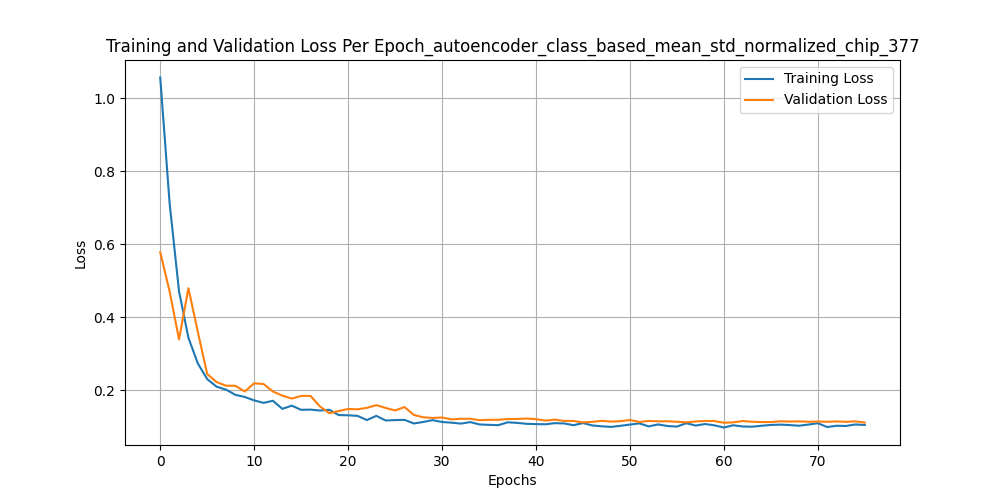 Training and Validation Loss Per Epoch_autoencoder_class_based_mean_std_normalized_chip_377
Training Loss
Validation Loss
1.0
0.8
0.6
0.4
0.2
Loss
0
10
20
30
40
50
60
70
Epochs